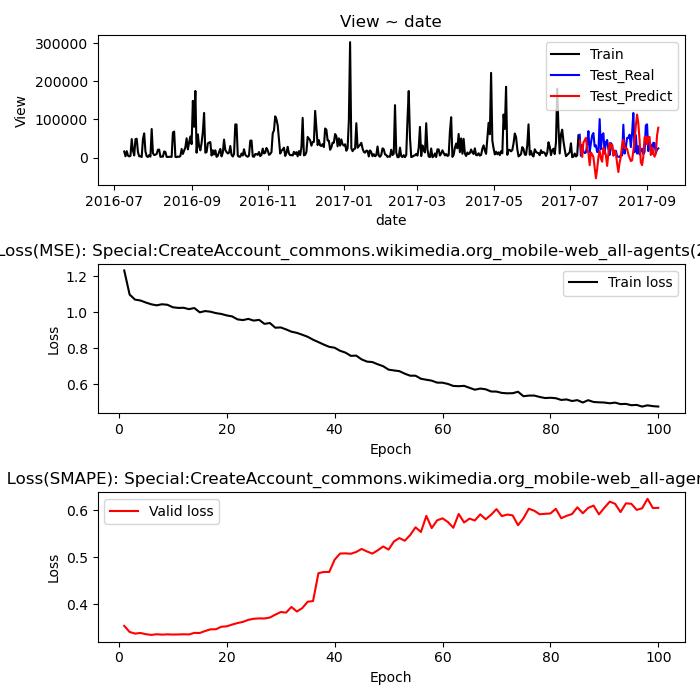 View ~ date
300000
200000
100000
0
View
Train
Test_Real
Test_Predict
2016-07 2016-09 2016-11 2017-01 2017-03 2017-05 2017-07 2017-09
date
Loss(MSE): Special:CreateAccount_commons.wikimedia.org_mobile-web_all-agents(2
1.2
1.0
0.8
0.6
Loss
Train loss
0 20 40 60 80 100
Epoch
Loss(SMAPE): Special:CreateAccount_commons.wikimedia.org_mobile-web_all-agen
0.6
0.5
0.4
Loss
Valid loss
0 20 40 60 80 100
Epoch